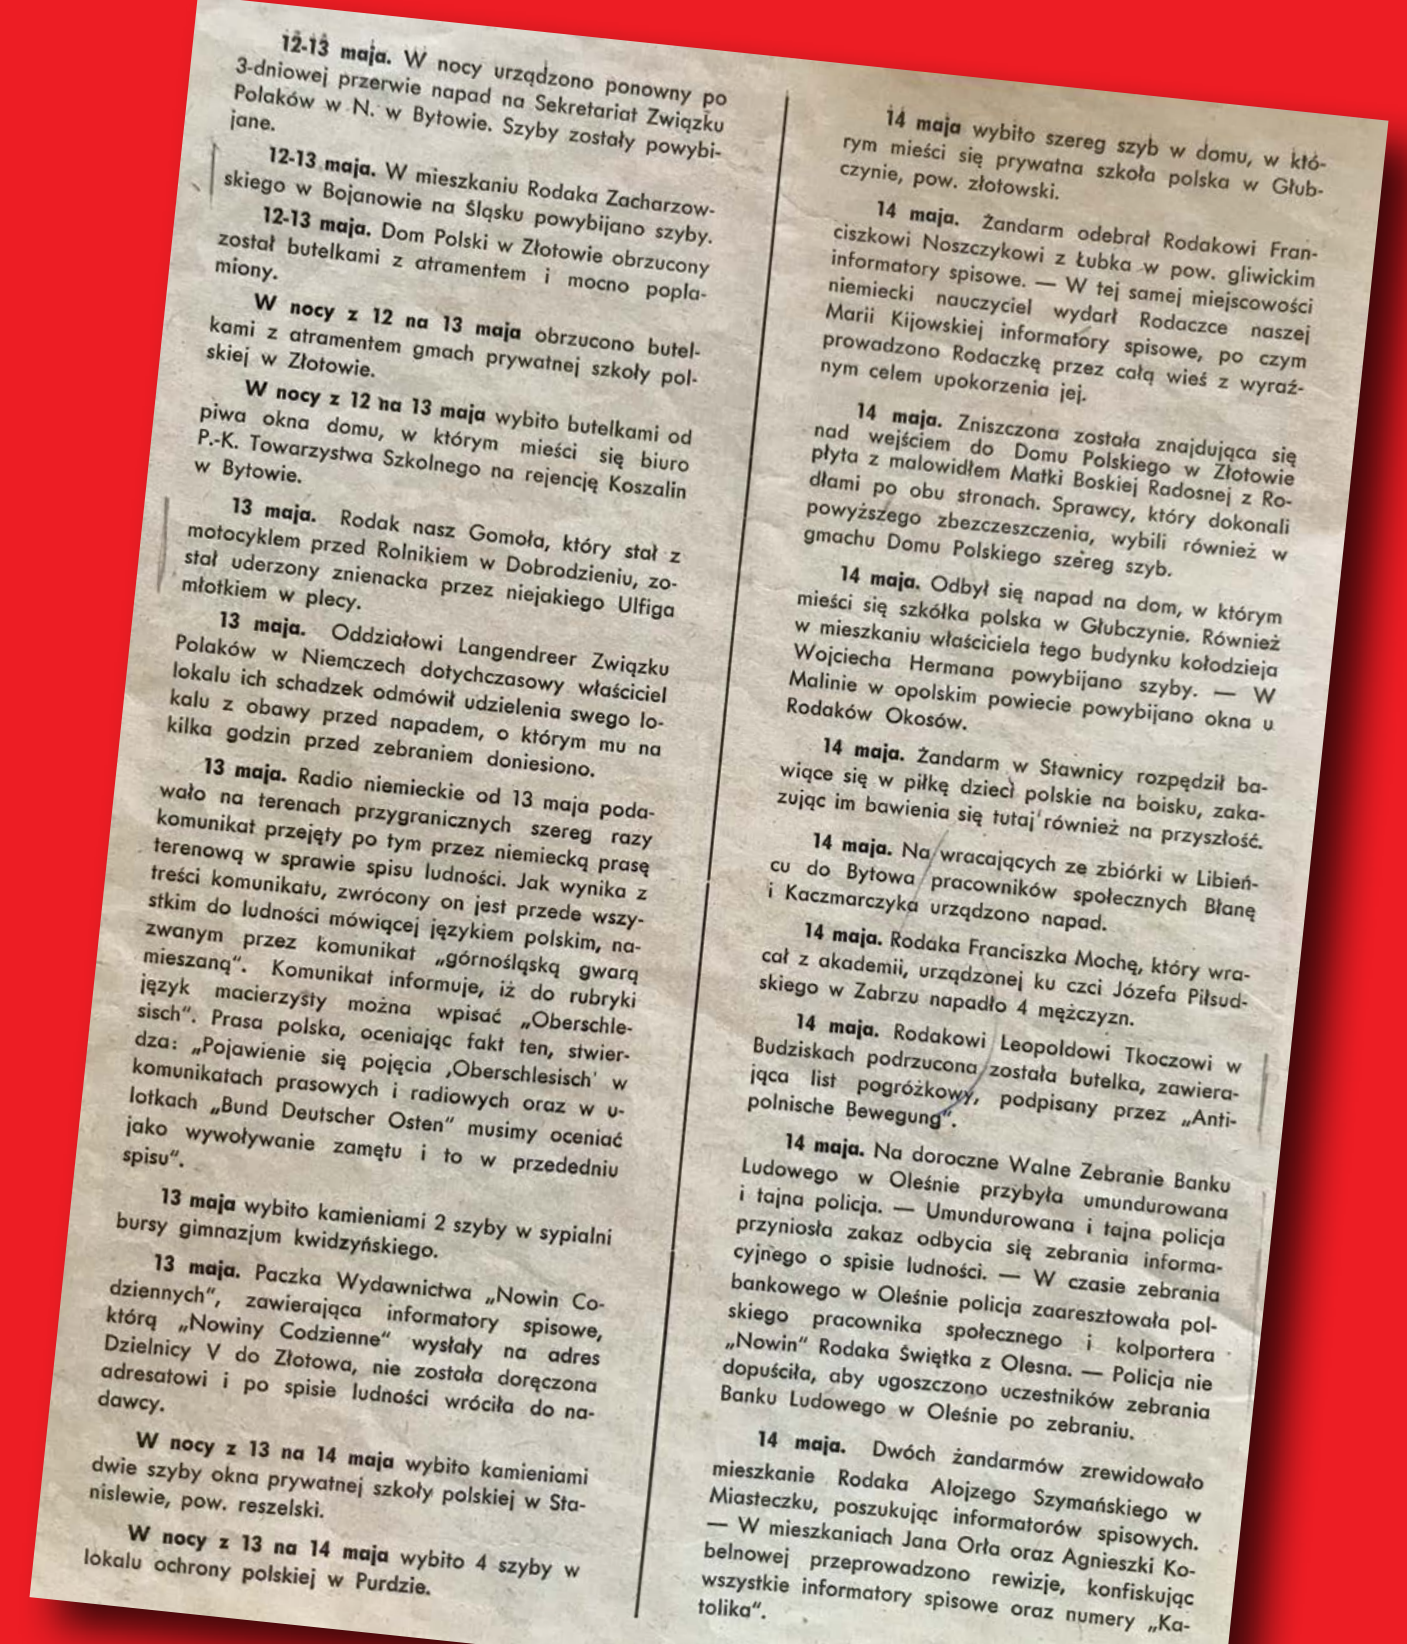 12-13 maja. W nocy urządzono ponowny po
3-dniowej przerwie napad na Sekretariat Związku
Polaków w N. w Bytowie. Szyby zostały powybi-
jane.
12-13 maja. W mieszkaniu Rodaka Zacharzow-
skiego w Bojanowie na Śląsku powybijano szyby.
12-13 maja. Dom Polski w Złotowie obrzucony
został butelkami z atramentem i mocno popla-
miony.
W nocy z 12 na 13 maja obrzucono butel-
kami z atramentem gmach prywatnej szkoły pol-
skiej w Złotowie.
W nocy z 12 na 13 maja wybito butelkami od
piwa okna domu, w którym mieści się biuro
P.-K. Towarzystwa Szkolnego na rejencję Koszalin
w Bytowie.
13 maja. Rodak nasz Gomoła, który stał z
motocyklem przed Rolnikiem w Dobrodzieniu, zo-
stał uderzony znienacka przez niejakiego Ulfiga
młotkiem w plecy.
13 maja. Oddziałowi Langendreer Związku
Polaków w Niemczech dotychczasowy właściciel
lokalu ich schadzek odmówił udzielenia swego lo-
kalu z obawy przed napadem, o którym mu na
kilka godzin przed zebraniem doniesiono.
13 maja. Radio niemieckie od 13 maja poda-
wało na terenach przygranicznych szereg razy
komunikat przejęty po tym przez niemiecką prasę
terenową w sprawie spisu ludności. Jak wynika z
treści komunikatu, zwrócony on jest przede wszy-
stkim do ludności mówiącej językiem polskim, na-
zwanym przez komunikat „górnośląską gwarą
mieszaną". Komunikat informuje, iż do rubryki
język macierzysty można wpisać „Oberschle-
sisch". Prasa polska, oceniając fakt ten, stwier-
dza: „Pojawienie się pojęcia ‚Oberschlesisch' w
komunikatach prasowych i radiowych oraz w u-
lotkach „Bund Deutscher Osten" musimy oceniać
jako wywoływanie zamętu i to w przededniu
spisu".
13 maja wybito kamieniami 2 szyby w sypialni
bursy gimnazjum kwidzyńskiego.
13 maja. Paczka Wydawnictwa „Nowin Co-
dziennych", zawierająca informatory spisowe,
którą „Nowiny Codzienne" wysłały na adres
Dzielnicy V do Złotowa, nie została doręczona
adresatowi i po spisie ludności wróciła do na-
dawcy.
W nocy z 13 na 14 maja wybito kamieniami
dwie szyby okna prywatnej szkoły polskiej w Sta-
nislewie, pow. reszelski.
W nocy z 13 na 14 maja wybito 4 szyby w
lokalu ochrony polskiej w Purdzie.
14 maja wybito szereg szyb w domu, w któ-
rym mieści się prywatna szkoła polska w Głub-
czynie, pow. złotowski.
14 maja. Żandarm odebrał Rodakowi Fran-
ciszkowi Noszczykowi z Łubka w pow. gliwickim
informatory spisowe. — W tej samej miejscowości
niemiecki nauczyciel wydarł Rodaczce naszej
Marii Kijowskiej informatory spisowe, po czym
prowadzono Rodaczkę przez całą wieś z wyraź-
nym celem upokorzenia jej.
14 maja. Zniszczona została znajdująca się
nad wejściem do Domu Polskiego w Złotowie
płyta z malowidłem Matki Boskiej Radosnej z Ro-
dłami po obu stronach. Sprawcy, który dokonali
powyższego zbezczeszczenia, wybili również w
gmachu Domu Polskiego szereg szyb.
14 maja. Odbył się napad na dom, w którym
mieści się szkółka polska w Głubczynie. Również
w mieszkaniu właściciela tego budynku kołodzieja
Wojciecha Hermana powybijano szyby. — W
Malinie w opolskim powiecie powybijano okna u
Rodaków Okosów.
14 maja. Żandarm w Stawnicy rozpędził ba-
wiące się w piłkę dzieci polskie na boisku, zaka-
zując im bawienia się tutaj również na przyszłość.
14 maja. Na wracających ze zbiórki w Libień-
cu do Bytowa pracowników społecznych Błanę
i Kaczmarczyka urządzono napad.
14 maja. Rodaka Franciszka Mochę, który wra-
cał z akademii, urządzonej ku czci Józefa Piłsud-
skiego w Zabrzu napadło 4 mężczyzn.
14 maja. Rodakowi Leopoldowi Tkoczowi w
Budziskach podrzucona została butelka, zawiera-
jąca list pogróżkowy, podpisany przez „Anti-
polnische Bewegung".
14 maja. Na doroczne Walne Zebranie Banku
Ludowego w Oleśnie przybyła umundurowana
i tajna policja. — Umundurowana i tajna policja
przyniosła zakaz odbycia się zebrania informa-
cyjnego o spisie ludności. — W czasie zebrania
bankowego w Oleśnie policja zaaresztowała pol-
skiego pracownika społecznego i kolportera
„Nowin" Rodaka Świętka z Olesna. — Policja nie
dopuściła, aby ugoszczono uczestników zebrania
Banku Ludowego w Oleśnie po zebraniu.
14 maja. Dwóch żandarmów zrewidowało
mieszkanie Rodaka Alojzego Szymańskiego w
Miasteczku, poszukując informatorów spisowych.
— W mieszkaniach Jana Orła oraz Agnieszki Ko-
belnowej przeprowadzono rewizje, konfiskując
wszystkie informatory spisowe oraz numery „Ka-
tolika".